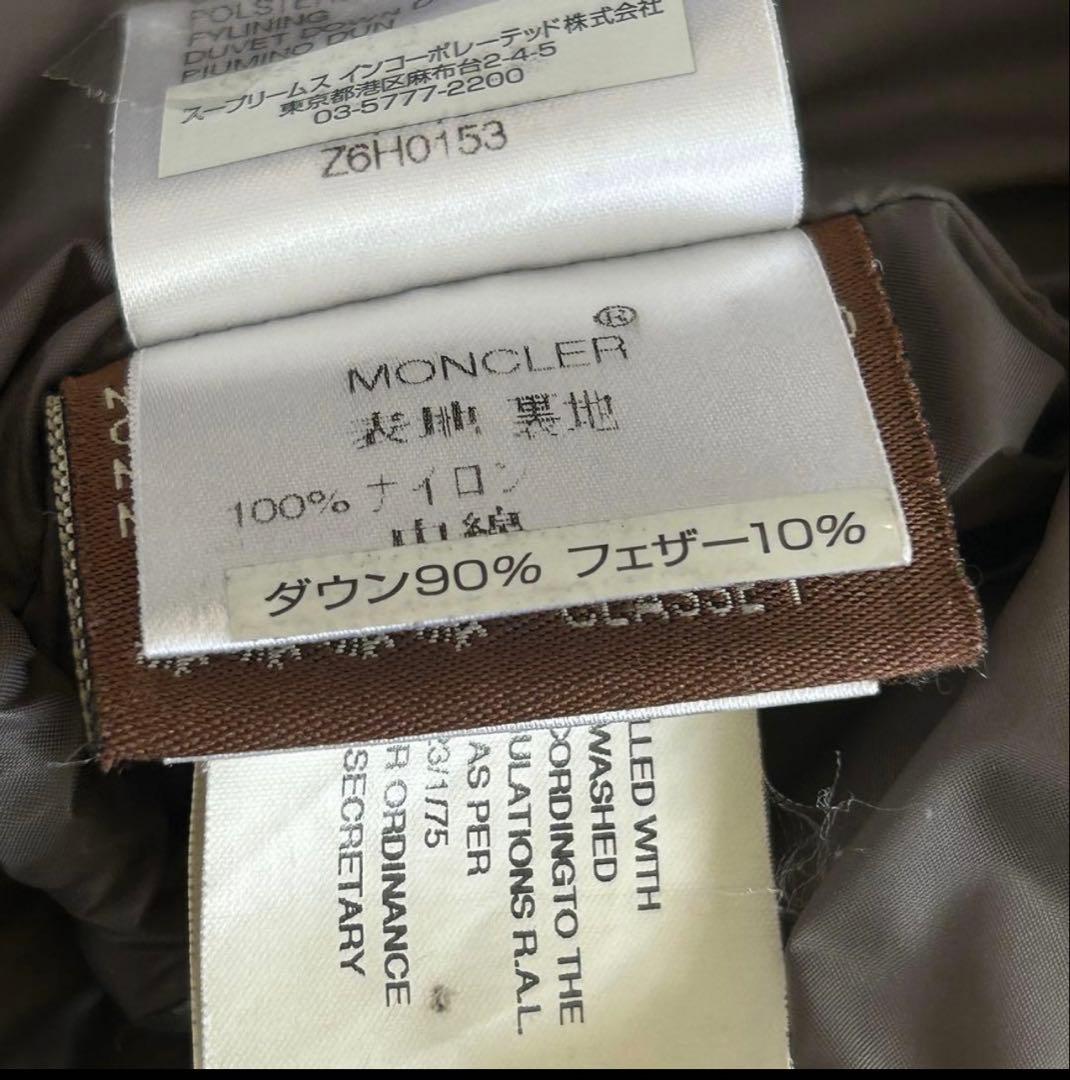 FYLINING
DUVET DOWN
PIUMINO DUN
スープリームス インコーポレーテッド株式会社
東京都港区麻布台2-4-5
03-5777-2200
Z6H0153
MONCLER®
表地 裏地
100% ナイロン
ダウン90% フェザー10%
CLASSE 1
LLED WITH
WASHED
CORDINGTO THE
ULATIONS R.A.L.
AS PER
23/1/75
R ORDINANCE
SECRETARY